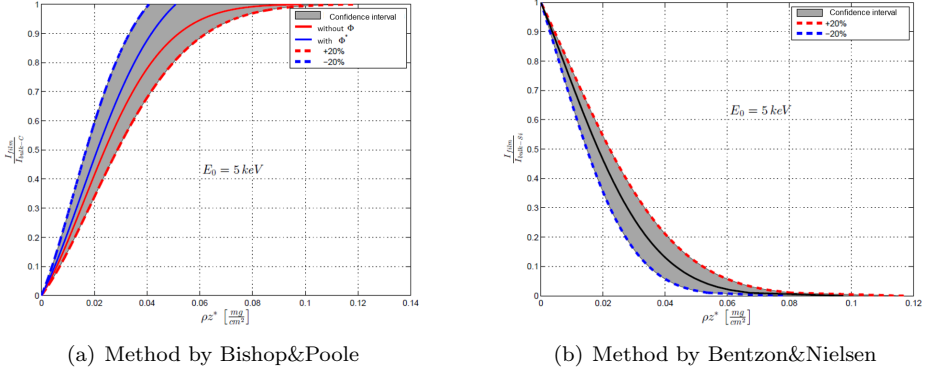 1
0.9
0.8
0.7
0.6
0.5
0.4
0.3
0.2
0.1
0
I_film / I_bulk−C
0.02 0.04 0.06 0.08 0.1 0.12 0.14
ρz* [mg/cm²]
Confidence interval
without Φ
with Φ*
+20%
−20%
E₀ = 5 keV
(a) Method by Bishop&Poole
1
0.9
0.8
0.7
0.6
0.5
0.4
0.3
0.2
0.1
0
I_film / I_bulk−Si
0 0.02 0.04 0.06 0.08 0.1 0.12
ρz* [mg/cm²]
Confidence interval
+20%
−20%
E₀ = 5 keV
(b) Method by Bentzon&Nielsen